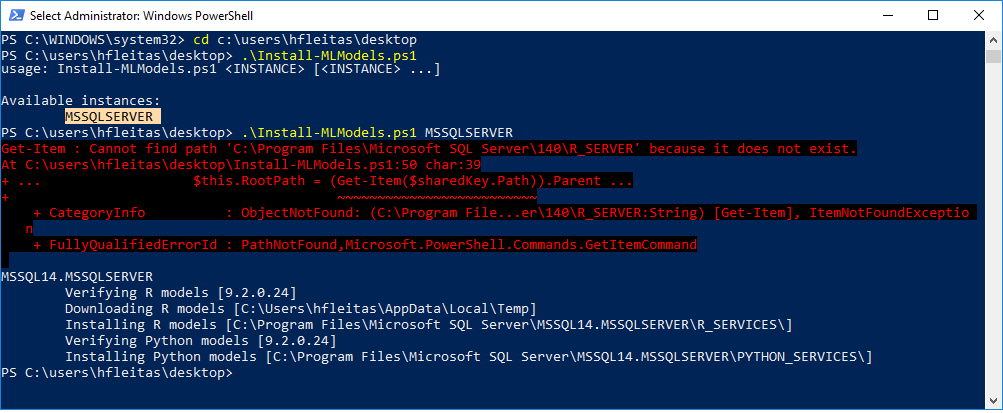 Select Administrator: Windows PowerShell
PS C:\WINDOWS\system32> cd c:\users\hfleitas\desktop
PS C:\users\hfleitas\desktop> .\Install-MLModels.ps1
usage: Install-MLModels.ps1 <INSTANCE> [<INSTANCE> ...]
Available instances:
MSSQLSERVER
PS C:\users\hfleitas\desktop> .\Install-MLModels.ps1 MSSQLSERVER
Get-Item : Cannot find path 'C:\Program Files\Microsoft SQL Server\140\R_SERVER' because it does not exist.
At C:\users\hfleitas\desktop\Install-MLModels.ps1:50 char:39
+ ...                 $this.RootPath = (Get-Item($sharedKey.Path)).Parent ...
+                                       ~~~~~~~~~~~~~~~~~~~~~~~~~~
+ CategoryInfo          : ObjectNotFound: (C:\Program File...er\140\R_SERVER:String) [Get-Item], ItemNotFoundExceptio
n
+ FullyQualifiedErrorId : PathNotFound,Microsoft.PowerShell.Commands.GetItemCommand
MSSQL14.MSSQLSERVER
Verifying R models [9.2.0.24]
Downloading R models [C:\Users\hfleitas\AppData\Local\Temp]
Installing R models [C:\Program Files\Microsoft SQL Server\MSSQL14.MSSQLSERVER\R_SERVICES\]
Verifying Python models [9.2.0.24]
Installing Python models [C:\Program Files\Microsoft SQL Server\MSSQL14.MSSQLSERVER\PYTHON_SERVICES\]
PS C:\users\hfleitas\desktop>